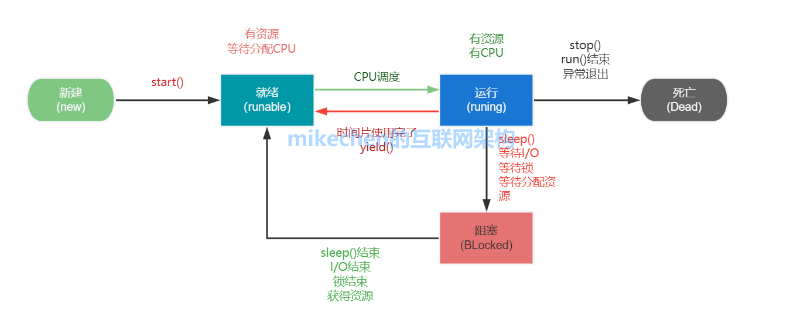 有资源
等待分配CPU
有资源
有CPU
stop()
run()结束
异常退出
新建
(new)
start()
就绪
(runable)
CPU调度
运行
(runing)
死亡
(Dead)
时间片使用完了
yield()
mikechen的互联网架构
sleep()
等待I/O
等待锁
等待分配资
源
阻塞
(BLocked)
sleep()结束
I/O结束
锁结束
获得资源